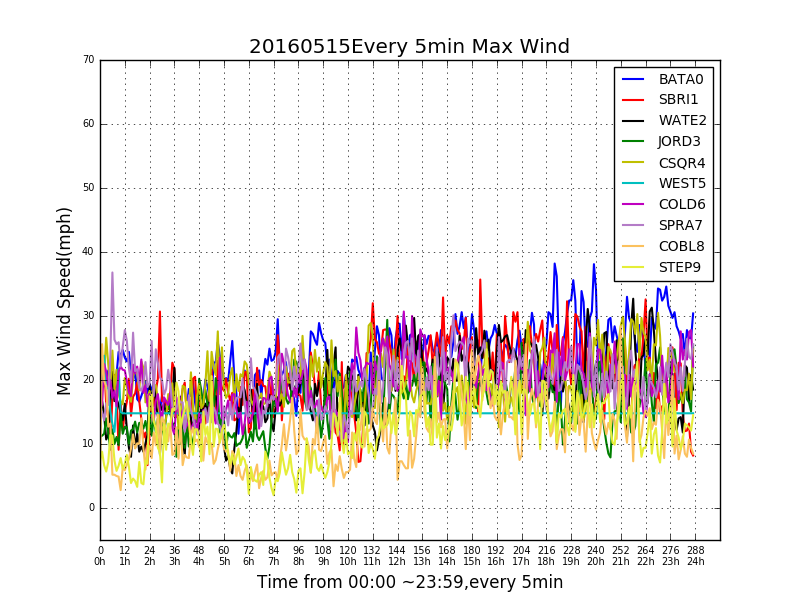 20160515Every 5min Max Wind
70
60
50
40
30
20
10
0
Max Wind Speed(mph)
BATA0
SBRI1
WATE2
JORD3
CSQR4
WEST5
COLD6
SPRA7
COBL8
STEP9
0 12 24 36 48 60 72 84 96 108 120 132 144 156 168 180 192 204 216 228 240 252 264 276 288
0h 1h 2h 3h 4h 5h 6h 7h 8h 9h 10h 11h 12h 13h 14h 15h 16h 17h 18h 19h 20h 21h 22h 23h 24h
Time from 00:00 ~23:59,every 5min